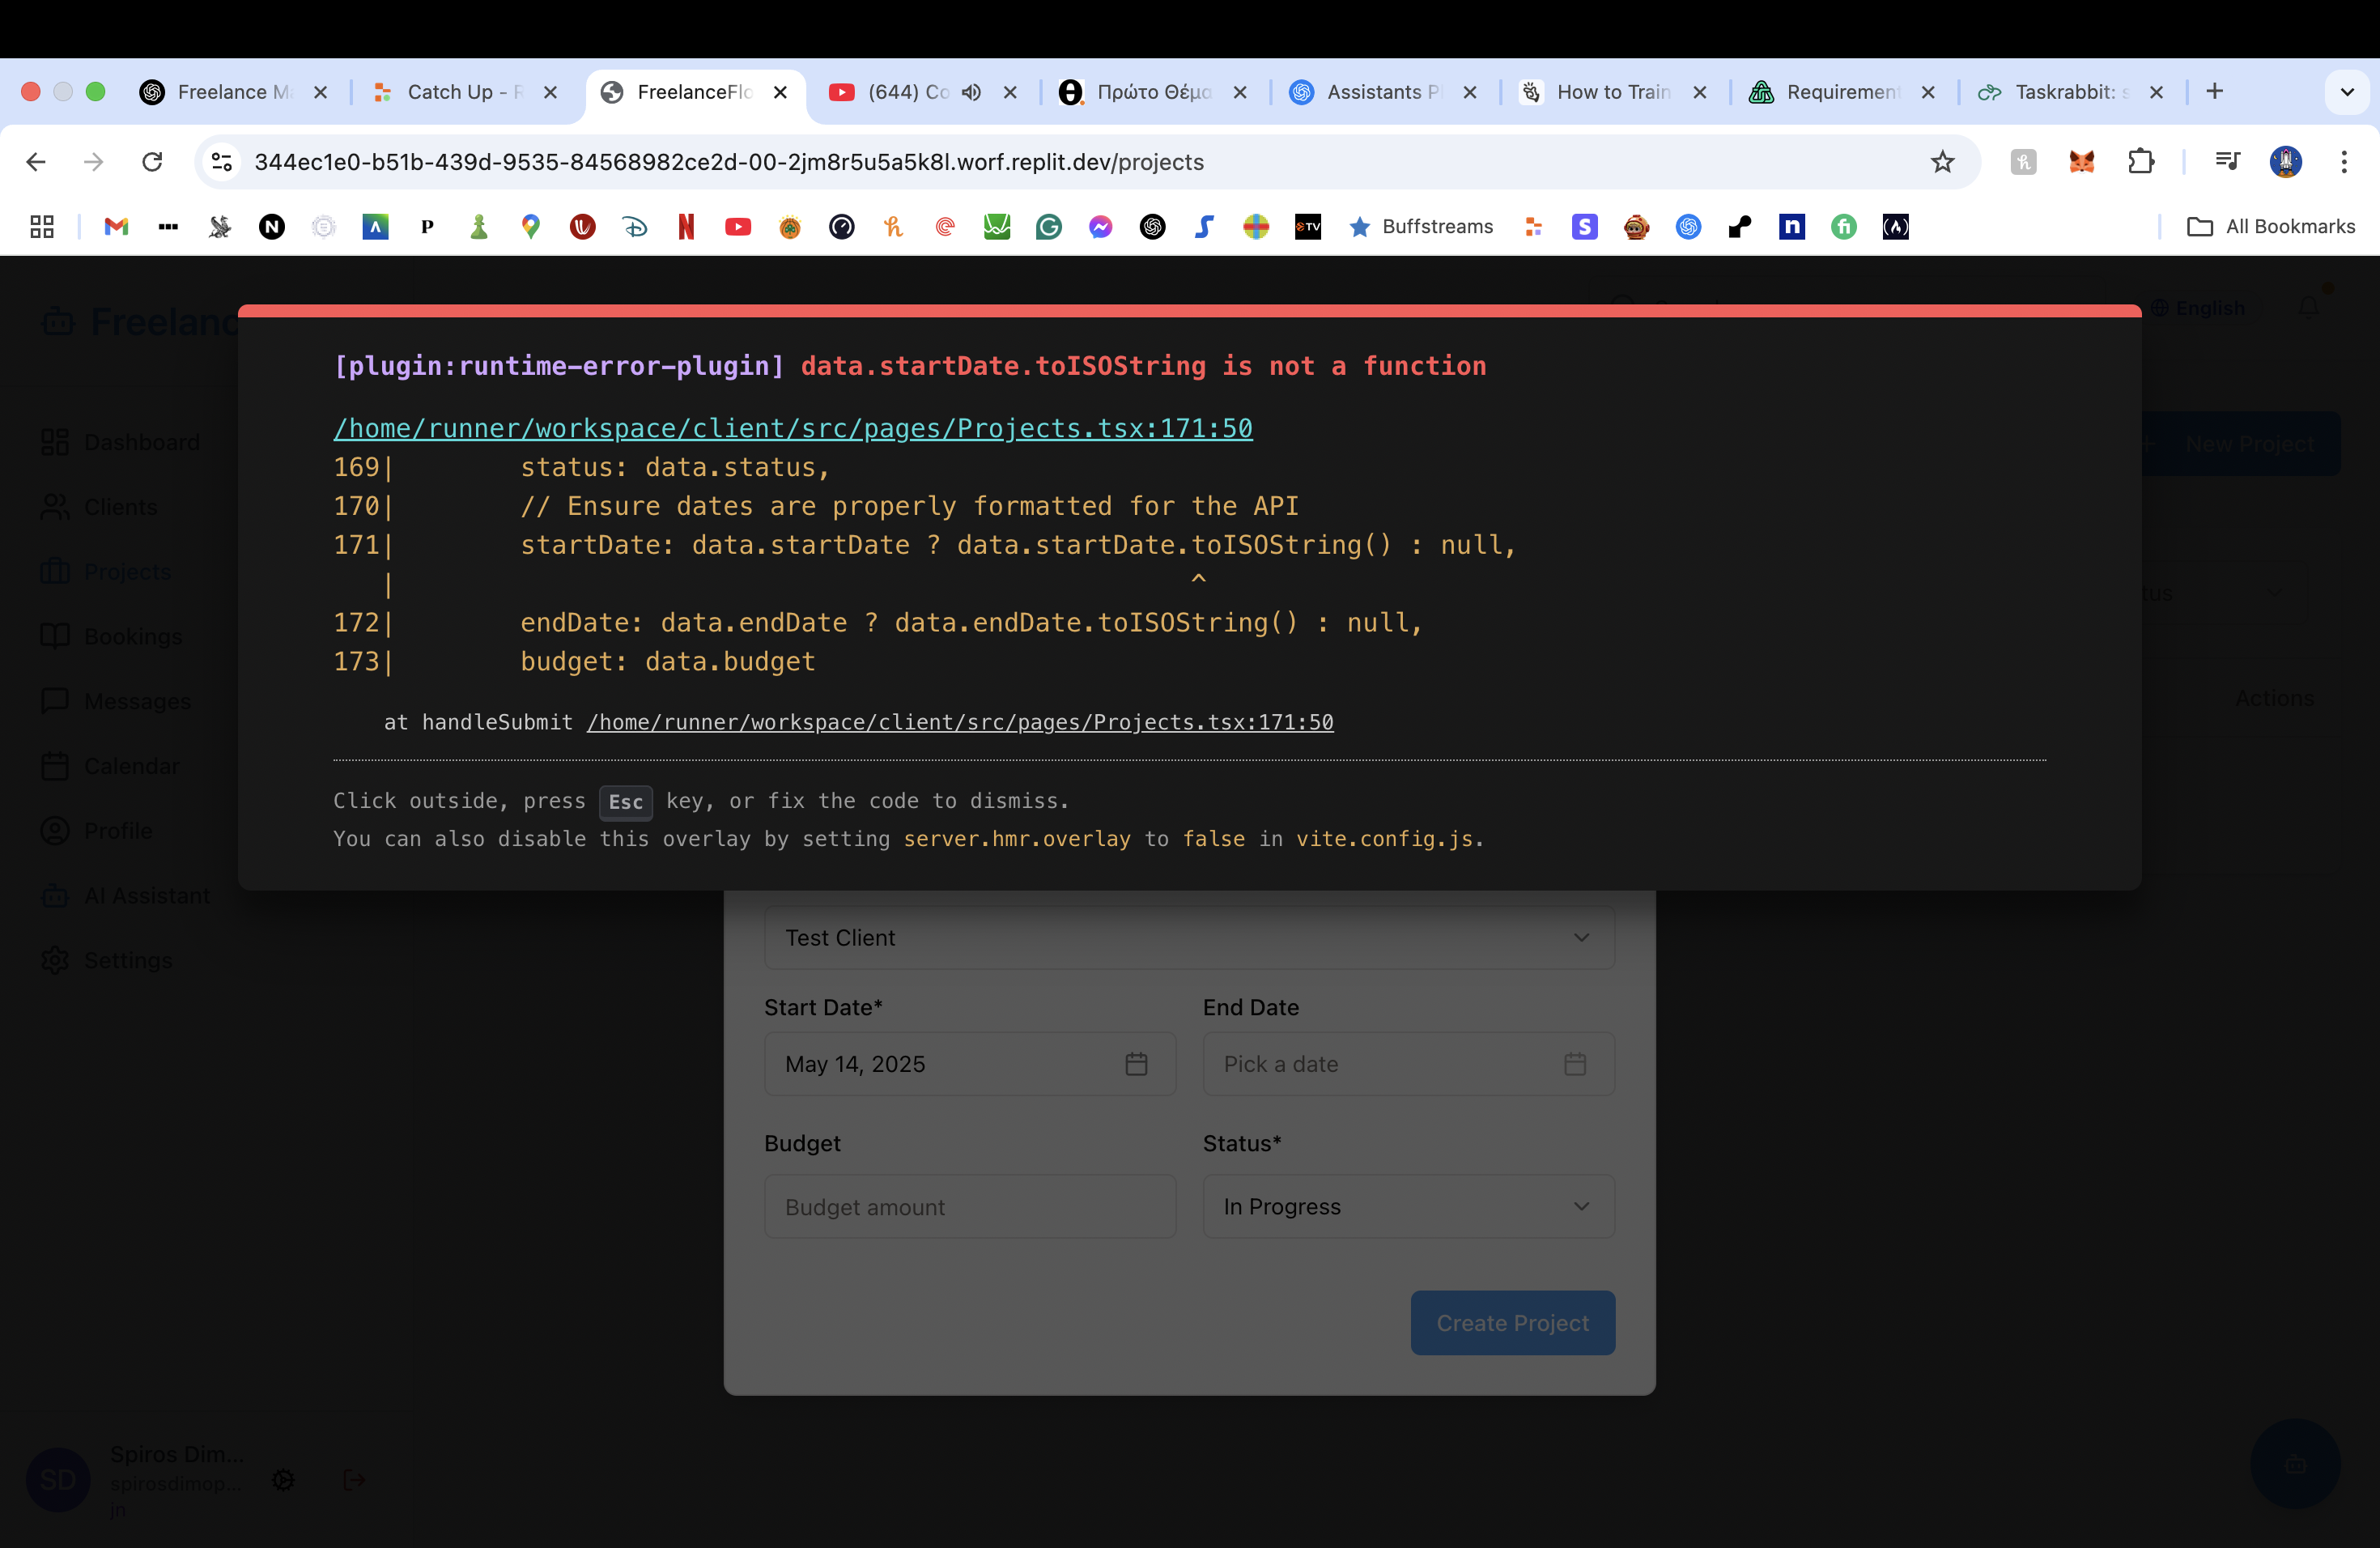 Freelance Ma
Catch Up - R
FreelanceFlo
(644) Co
Πρώτο Θέμα
Assistants P
How to Train
Requirement
Taskrabbit: s
344ec1e0-b51b-439d-9535-84568982ce2d-00-2jm8r5u5a5k8l.worf.replit.dev/projects
Buffstreams
All Bookmarks
Freelanc
English
[plugin:runtime-error-plugin] data.startDate.toISOString is not a function
/home/runner/workspace/client/src/pages/Projects.tsx:171:50
169|        status: data.status,
170|        // Ensure dates are properly formatted for the API
171|        startDate: data.startDate ? data.startDate.toISOString() : null,
   |                                                   ^
172|        endDate: data.endDate ? data.endDate.toISOString() : null,
173|        budget: data.budget
at handleSubmit /home/runner/workspace/client/src/pages/Projects.tsx:171:50
Click outside, press Esc key, or fix the code to dismiss.
You can also disable this overlay by setting server.hmr.overlay to false in vite.config.js.
Dashboard
Clients
Projects
Bookings
Messages
Calendar
Profile
AI Assistant
Settings
New Project
tus
Actions
Test Client
Start Date*
End Date
May 14, 2025
Pick a date
Budget
Status*
Budget amount
In Progress
Create Project
SD
Spiros Dim...
spirosdimop...
jn